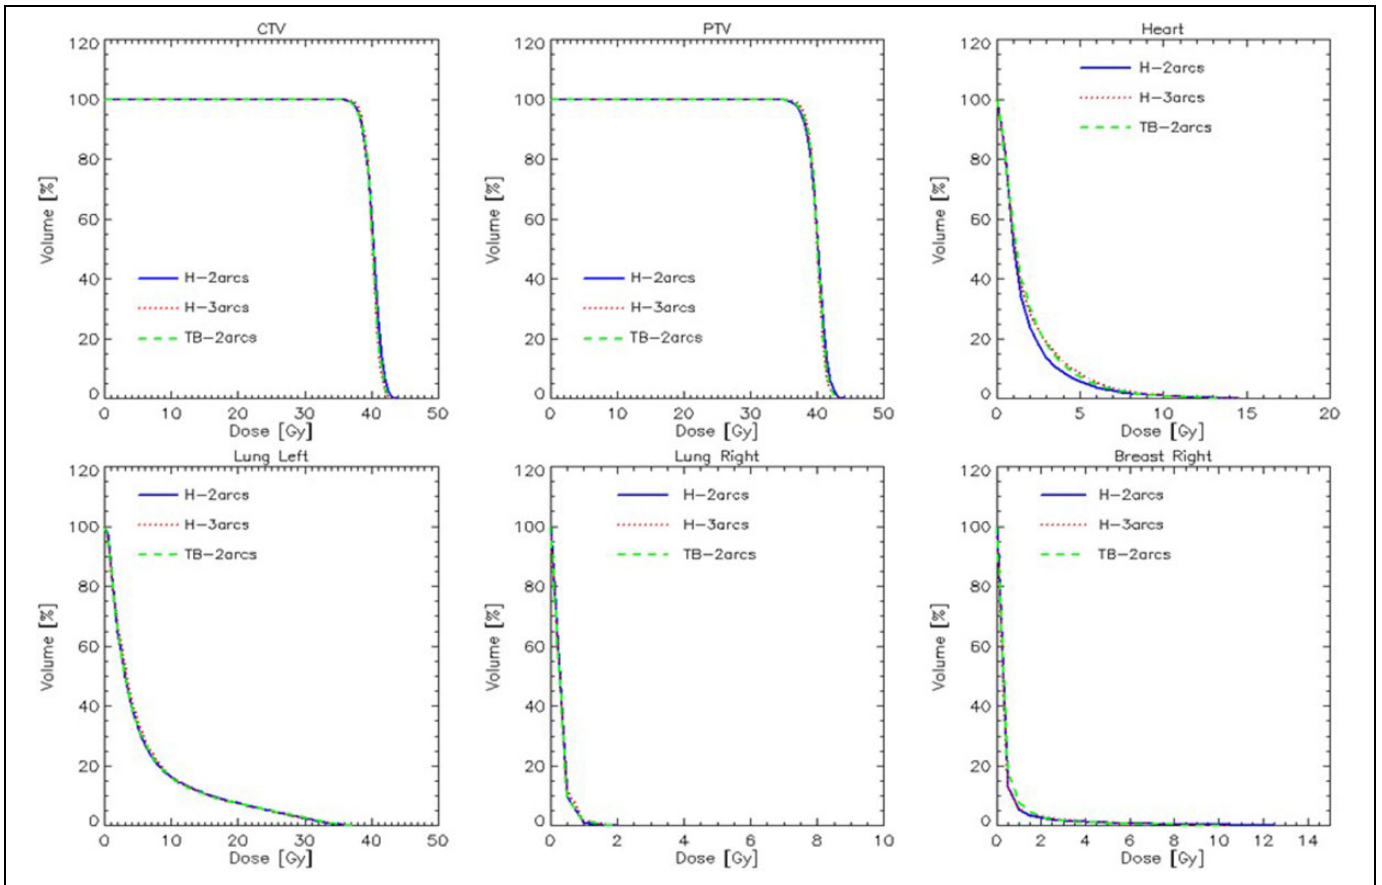 CTV
120
100
80
60
40
20
0
Volume [%]
H-2arcs
H-3arcs
TB-2arcs
0 10 20 30 40 50
Dose [Gy]
PTV
120
100
80
60
40
20
0
Volume [%]
H-2arcs
H-3arcs
TB-2arcs
0 10 20 30 40 50
Dose [Gy]
Heart
120
100
80
60
40
20
0
Volume [%]
H-2arcs
H-3arcs
TB-2arcs
0 5 10 15 20
Dose [Gy]
Lung Left
120
100
80
60
40
20
0
Volume [%]
H-2arcs
H-3arcs
TB-2arcs
0 10 20 30 40 50
Dose [Gy]
Lung Right
120
100
80
60
40
20
0
Volume [%]
H-2arcs
H-3arcs
TB-2arcs
0 2 4 6 8 10
Dose [Gy]
Breast Right
120
100
80
60
40
20
0
Volume [%]
H-2arcs
H-3arcs
TB-2arcs
0 2 4 6 8 10 12 14
Dose [Gy]